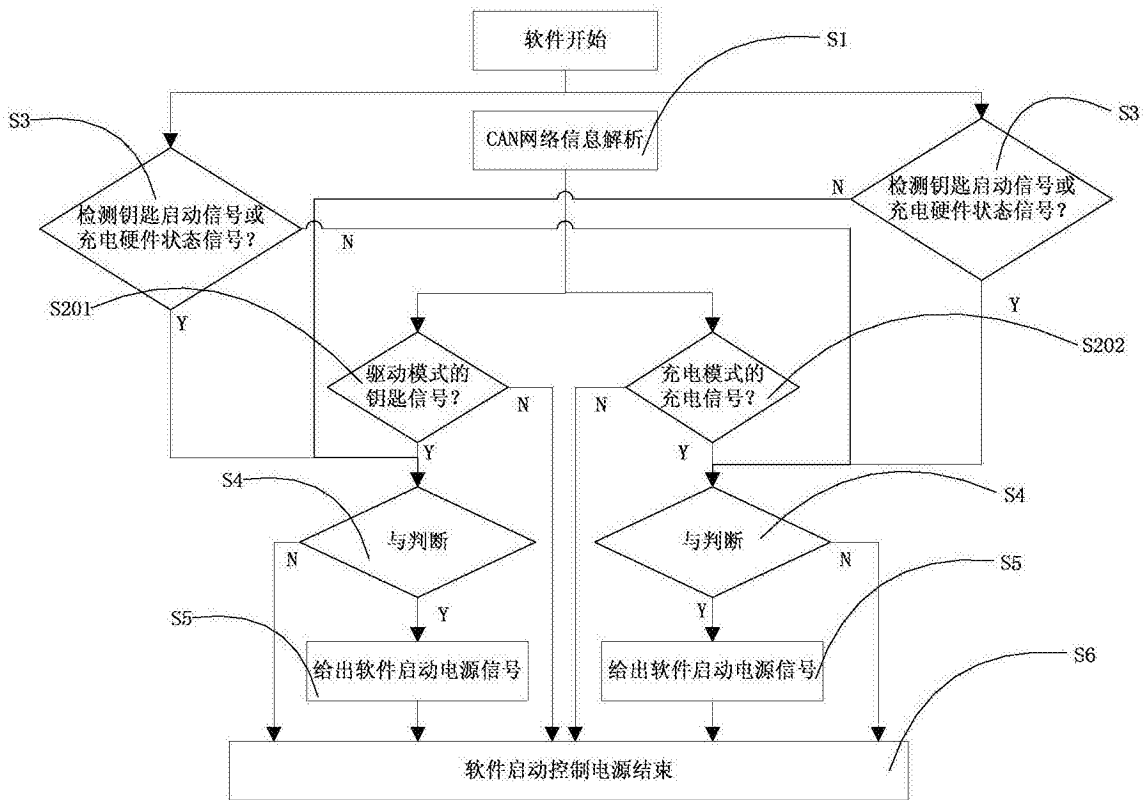 软件开始
S1
S3
CAN网络信息解析
S3
检测钥匙启动信号或
充电硬件状态信号？
N
Y
检测钥匙启动信号或
充电硬件状态信号？
N
Y
S201
驱动模式的
钥匙信号？
N
Y
充电模式的
充电信号？
N
Y
S202
S4
与判断
N
Y
与判断
N
Y
S4
S5
给出软件启动电源信号
给出软件启动电源信号
S5
S6
软件启动控制电源结束